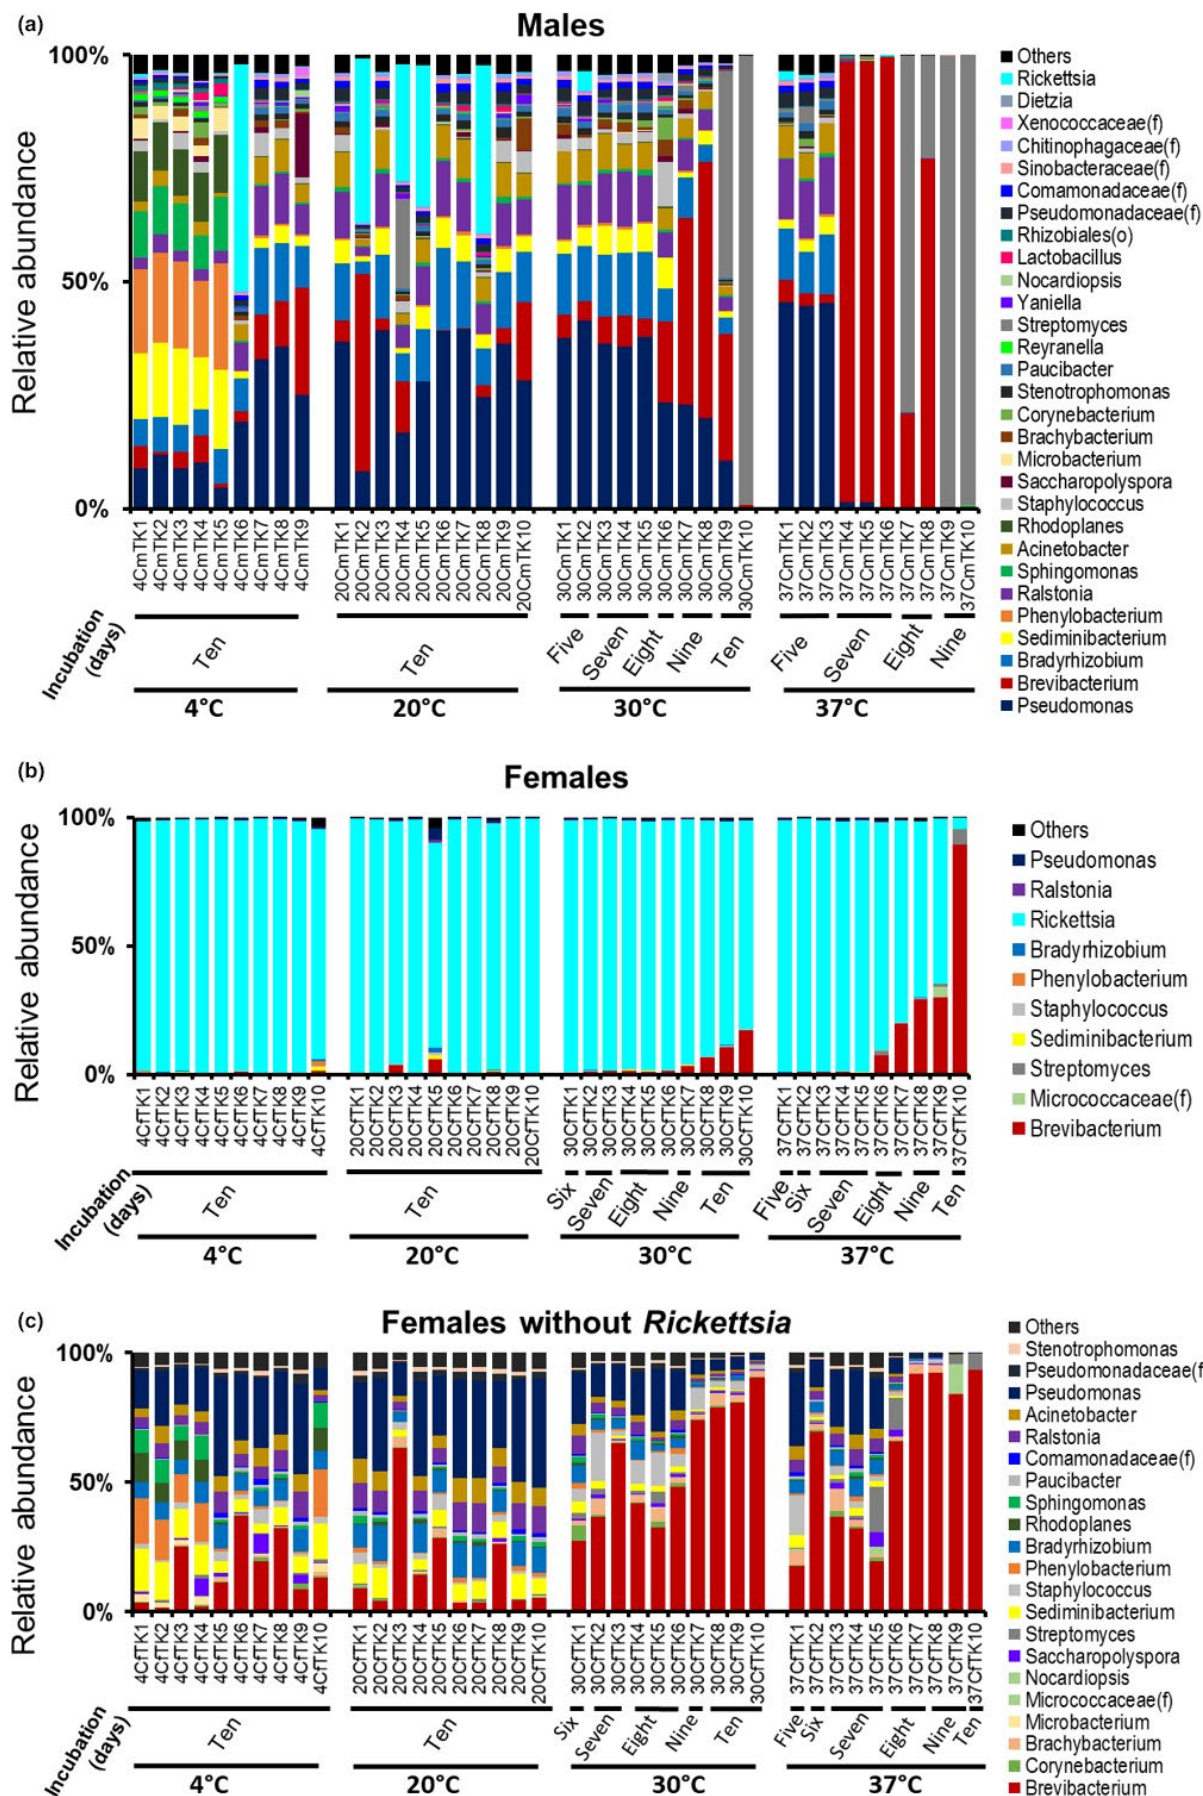 (a)
Males
Relative abundance
100%
50%
0%
4CmTK1
4CmTK2
4CmTK3
4CmTK4
4CmTK5
4CmTK6
4CmTK7
4CmTK8
4CmTK9
20CmTK1
20CmTK2
20CmTK3
20CmTK4
20CmTK5
20CmTK6
20CmTK7
20CmTK8
20CmTK9
20CmTK10
30CmTK1
30CmTK2
30CmTK3
30CmTK4
30CmTK5
30CmTK6
30CmTK7
30CmTK8
30CmTK9
30CmTK10
37CmTK1
37CmTK2
37CmTK3
37CmTK4
37CmTK5
37CmTK6
37CmTK7
37CmTK8
37CmTK9
37CmTK10
Incubation
(days)
Ten
Ten
Five
Seven
Eight
Nine
Ten
Five
Seven
Eight
Nine
4°C
20°C
30°C
37°C
Others
Rickettsia
Dietzia
Xenococcaceae(f)
Chitinophagaceae(f)
Sinobacteraceae(f)
Comamonadaceae(f)
Pseudomonadaceae(f)
Rhizobiales(o)
Lactobacillus
Nocardiopsis
Yaniella
Streptomyces
Reyranella
Paucibacter
Stenotrophomonas
Corynebacterium
Brachybacterium
Microbacterium
Saccharopolyspora
Staphylococcus
Rhodoplanes
Acinetobacter
Sphingomonas
Ralstonia
Phenylobacterium
Sediminibacterium
Bradyrhizobium
Brevibacterium
Pseudomonas
(b)
Females
Relative abundance
100%
50%
0%
4CfTK1
4CfTK2
4CfTK3
4CfTK4
4CfTK5
4CfTK6
4CfTK7
4CfTK8
4CfTK9
4CfTK10
20CfTK1
20CfTK2
20CfTK3
20CfTK4
20CfTK5
20CfTK6
20CfTK7
20CfTK8
20CfTK9
20CfTK10
30CfTK1
30CfTK2
30CfTK3
30CfTK4
30CfTK5
30CfTK6
30CfTK7
30CfTK8
30CfTK9
30CfTK10
37CfTK1
37CfTK2
37CfTK3
37CfTK4
37CfTK5
37CfTK6
37CfTK7
37CfTK8
37CfTK9
37CfTK10
Incubation
(days)
Ten
Ten
Six
Seven
Eight
Nine
Ten
Five
Six
Seven
Eight
Nine
Ten
4°C
20°C
30°C
37°C
Others
Pseudomonas
Ralstonia
Rickettsia
Bradyrhizobium
Phenylobacterium
Staphylococcus
Sediminibacterium
Streptomyces
Micrococcaceae(f)
Brevibacterium
(c)
Females without Rickettsia
Relative abundance
100%
50%
0%
4CfTK1
4CfTK2
4CfTK3
4CfTK4
4CfTK5
4CfTK6
4CfTK7
4CfTK8
4CfTK9
4CfTK10
20CfTK1
20CfTK2
20CfTK3
20CfTK4
20CfTK5
20CfTK6
20CfTK7
20CfTK8
20CfTK9
20CfTK10
30CfTK1
30CfTK2
30CfTK3
30CfTK4
30CfTK5
30CfTK6
30CfTK7
30CfTK8
30CfTK9
30CfTK10
37CfTK1
37CfTK2
37CfTK3
37CfTK4
37CfTK5
37CfTK6
37CfTK7
37CfTK8
37CfTK9
37CfTK10
Incubation
(days)
Ten
Ten
Six
Seven
Eight
Nine
Ten
Five
Six
Seven
Eight
Nine
Ten
4°C
20°C
30°C
37°C
Others
Stenotrophomonas
Pseudomonadaceae(f
Pseudomonas
Acinetobacter
Ralstonia
Comamonadaceae(f)
Paucibacter
Sphingomonas
Rhodoplanes
Bradyrhizobium
Phenylobacterium
Staphylococcus
Sediminibacterium
Streptomyces
Saccharopolyspora
Nocardiopsis
Micrococcaceae(f)
Microbacterium
Brachybacterium
Corynebacterium
Brevibacterium